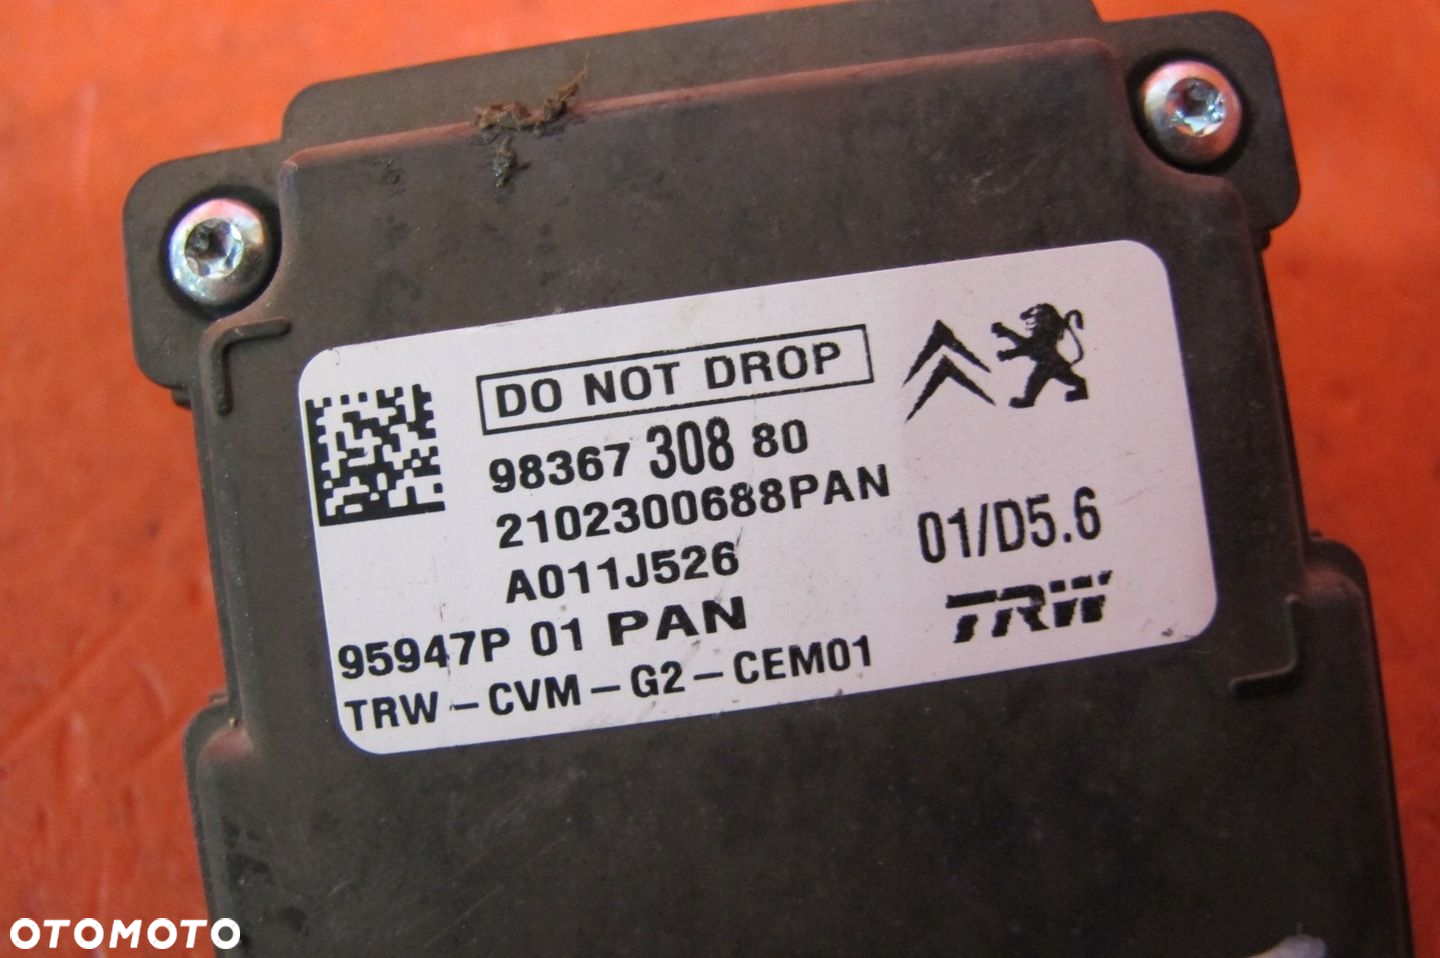 DO NOT DROP
98367 308 80
2102300688PAN
A011J526
01/D5.6
95947P 01 PAN
TRW
TRW-CVM-G2-CEM01
OTOMOTO